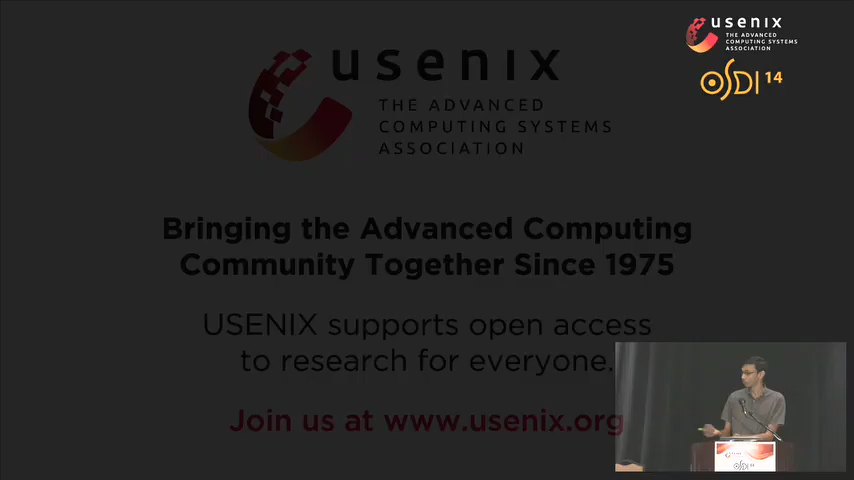 usenix
THE ADVANCED
COMPUTING SYSTEMS
ASSOCIATION
OSDI 14
usenix
THE ADVANCED
COMPUTING SYSTEMS
ASSOCIATION
Bringing the Advanced Computing
Community Together Since 1975
USENIX supports open access
to research for everyone.
Join us at www.usenix.org
OSDI